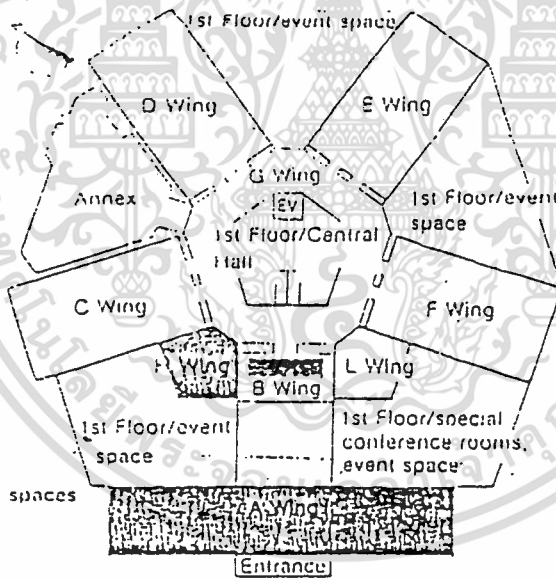 1st Floor/event space
D Wing
E Wing
G Wing
EV
Annex
1st Floor/Central
Hall
1st Floor/event
space
C Wing
F Wing
Wing
B Wing
L Wing
1st Floor/event
space
1st Floor/special
conference rooms,
event space
spaces
A Wing
Entrance